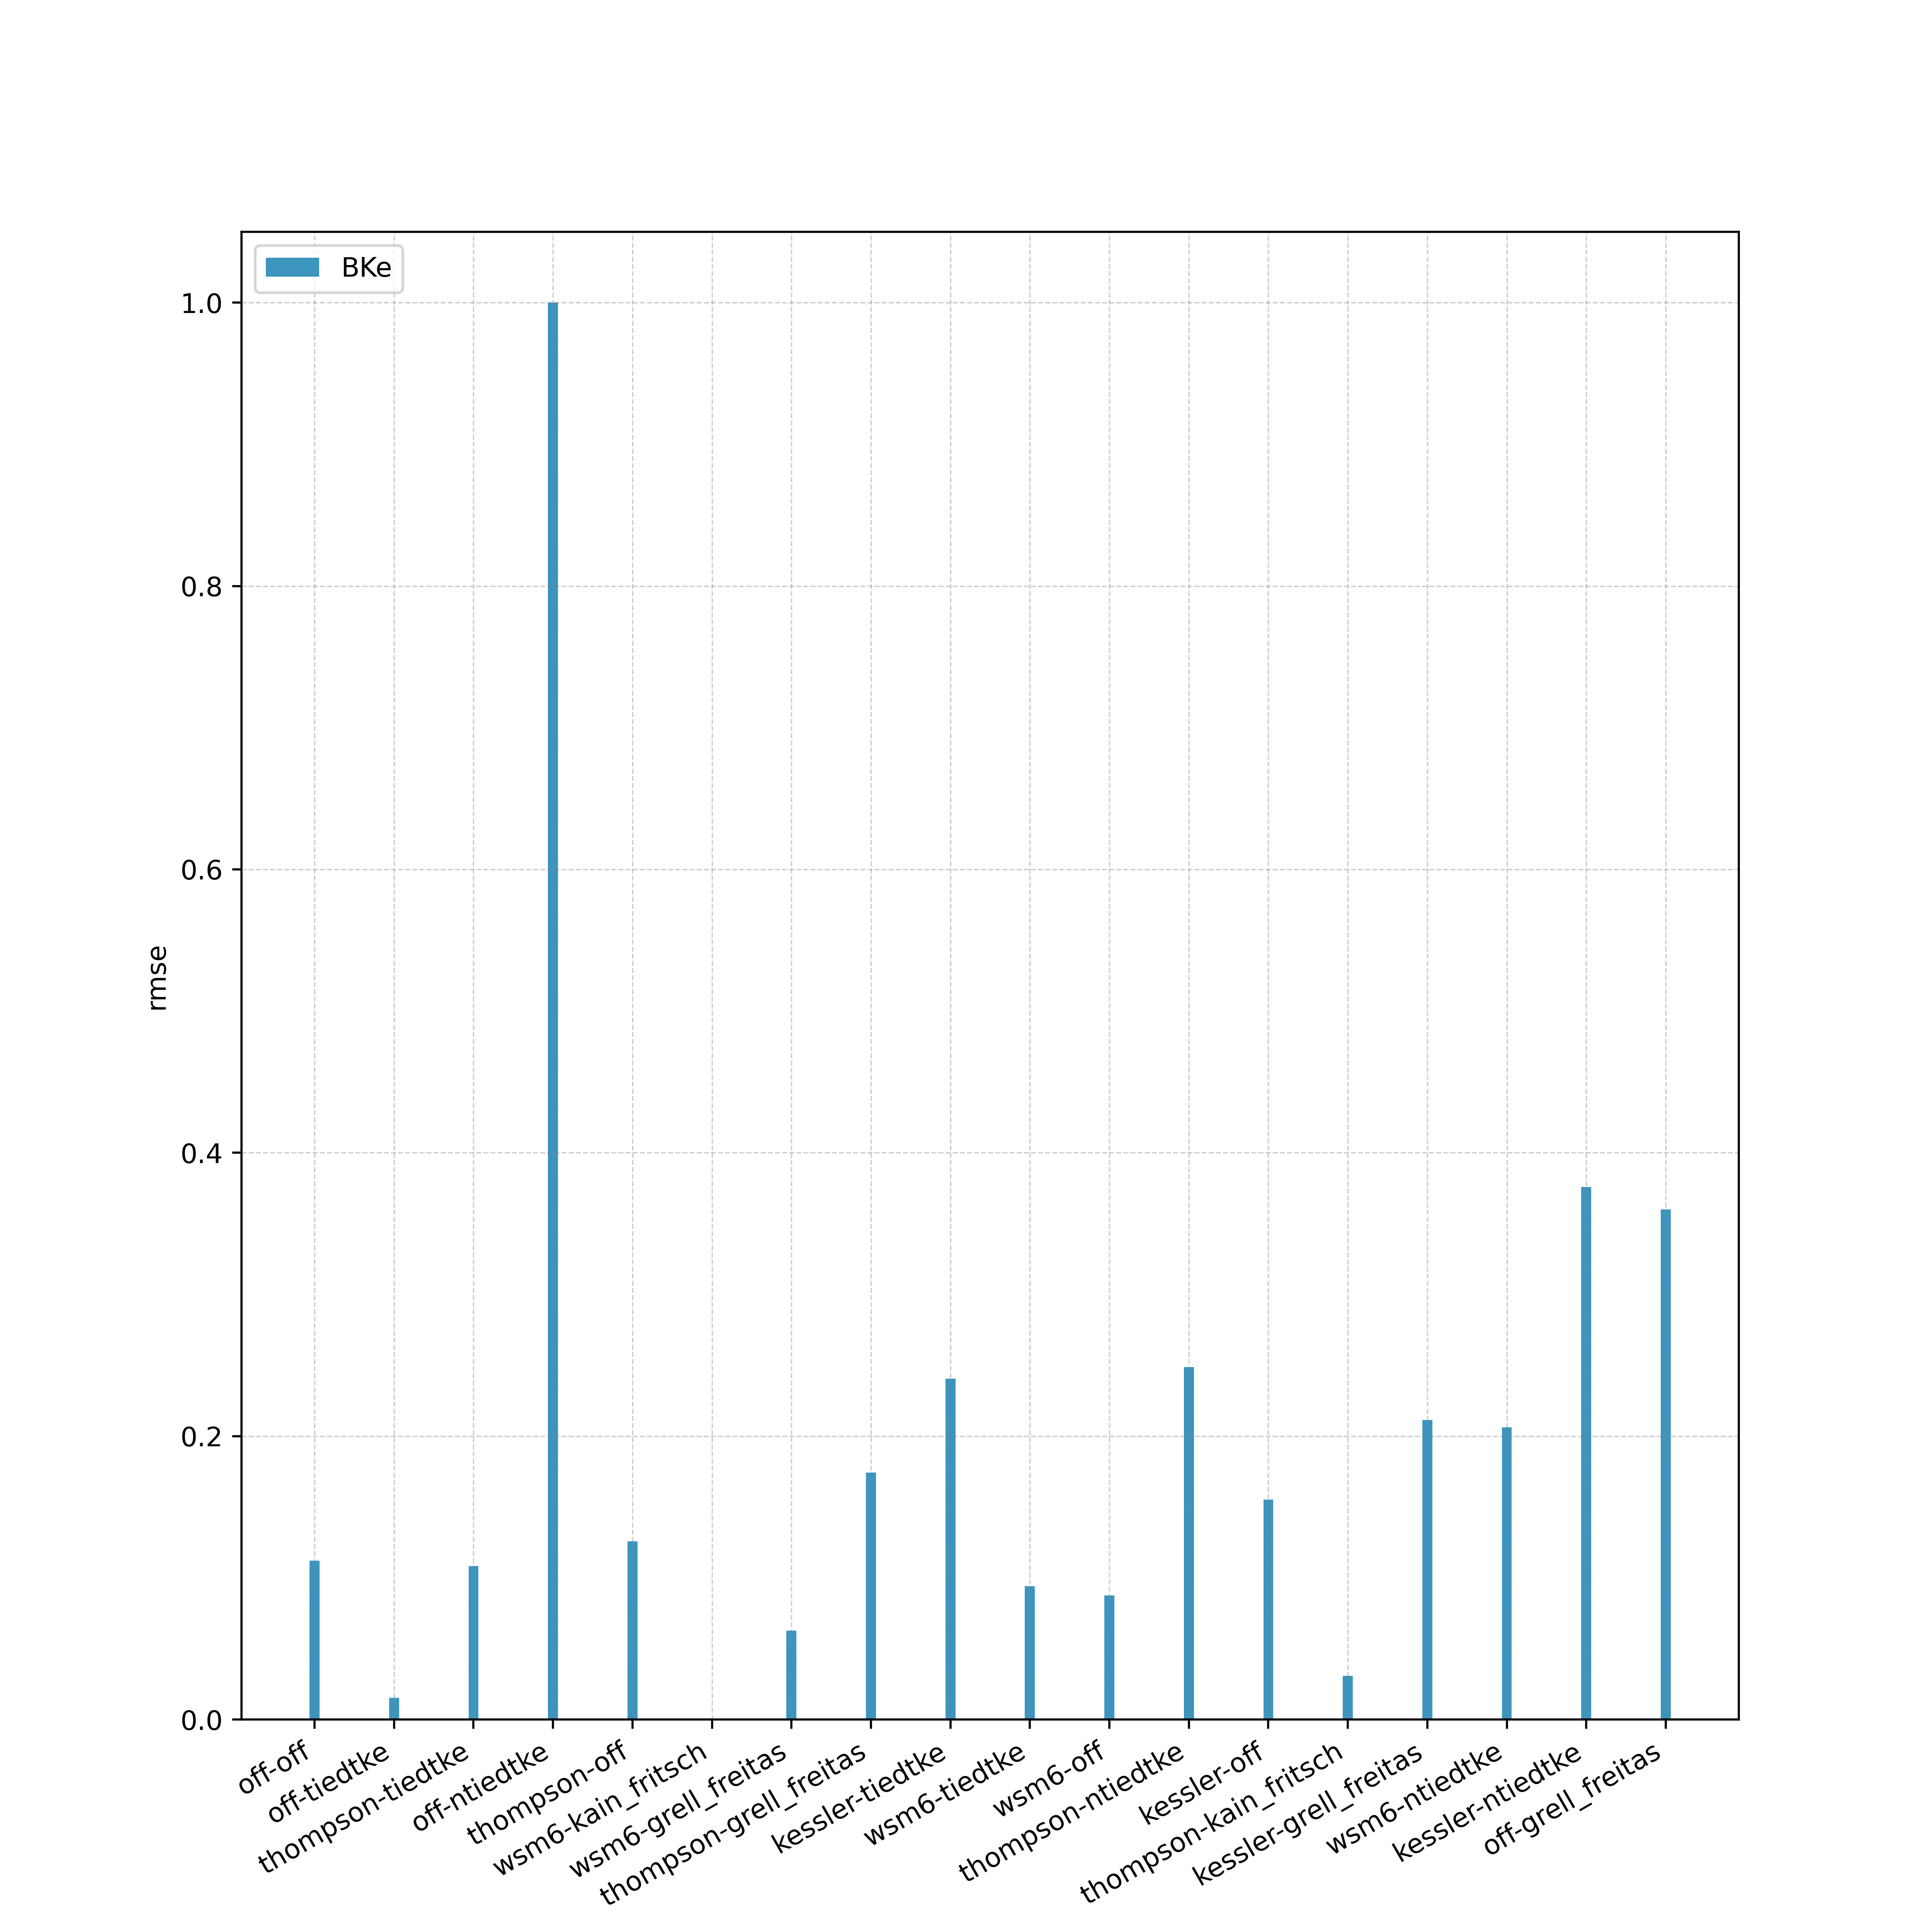 BKe
1.0
0.8
0.6
0.4
0.2
0.0
rmse
off-off
off-tiedtke
thompson-tiedtke
off-ntiedtke
thompson-off
wsm6-kain_fritsch
wsm6-grell_freitas
thompson-grell_freitas
kessler-tiedtke
wsm6-tiedtke
wsm6-off
thompson-ntiedtke
kessler-off
thompson-kain_fritsch
kessler-grell_freitas
wsm6-ntiedtke
kessler-ntiedtke
off-grell_freitas